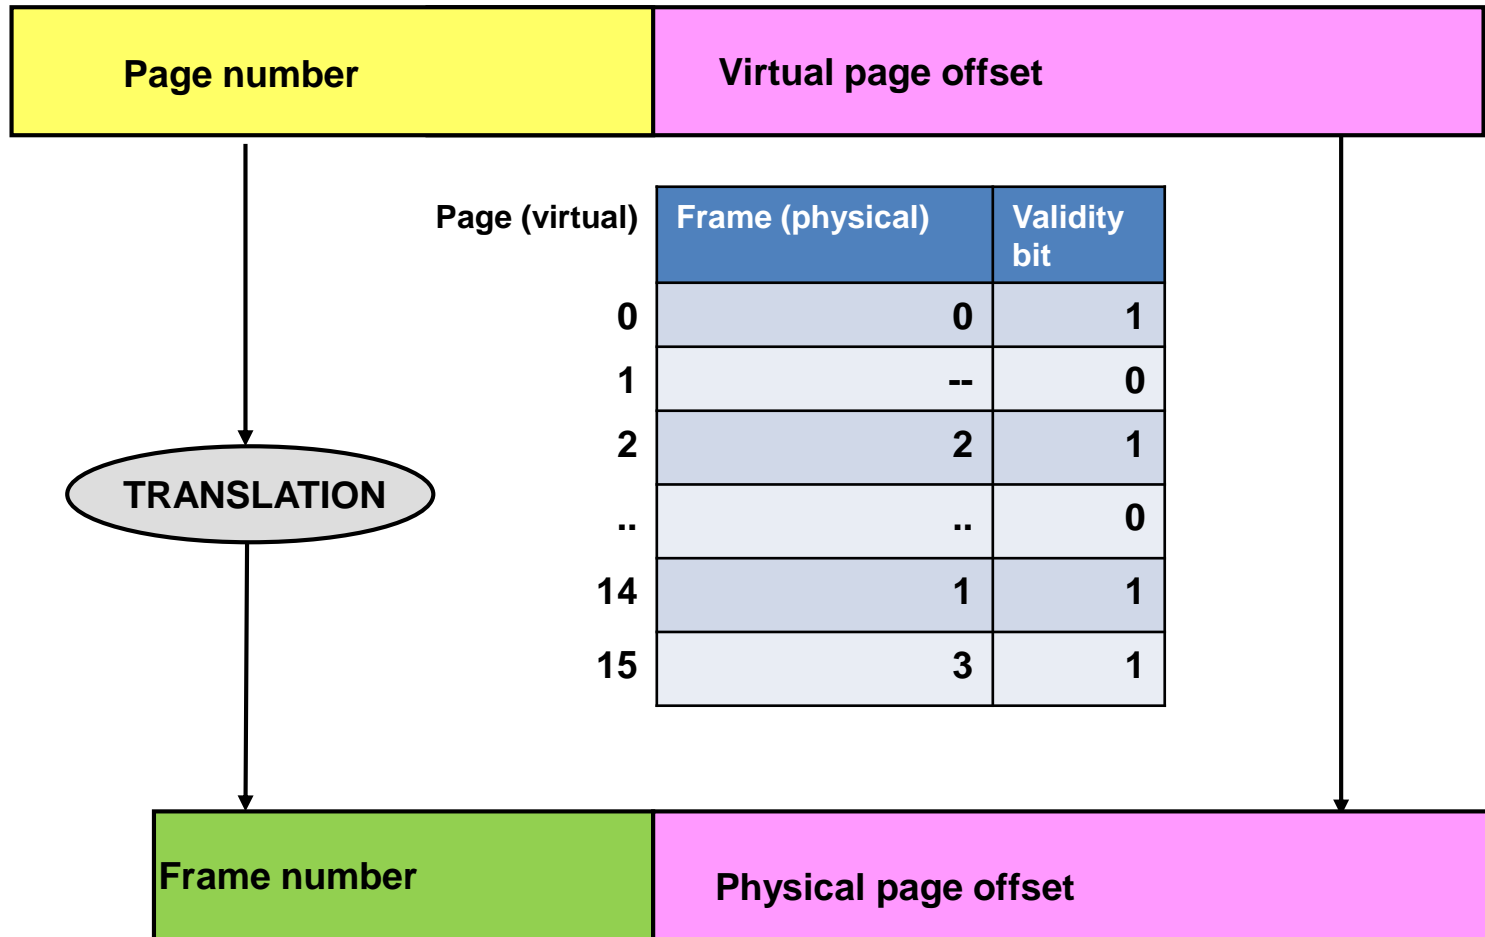 Page number Virtual page offset
Page (virtual) Frame (physical) Validity
bit
0 0 1
1 -- 0
2 2 1
TRANSLATION
.. .. 0
14 1 1
15 3 1
Frame number Physical page offset